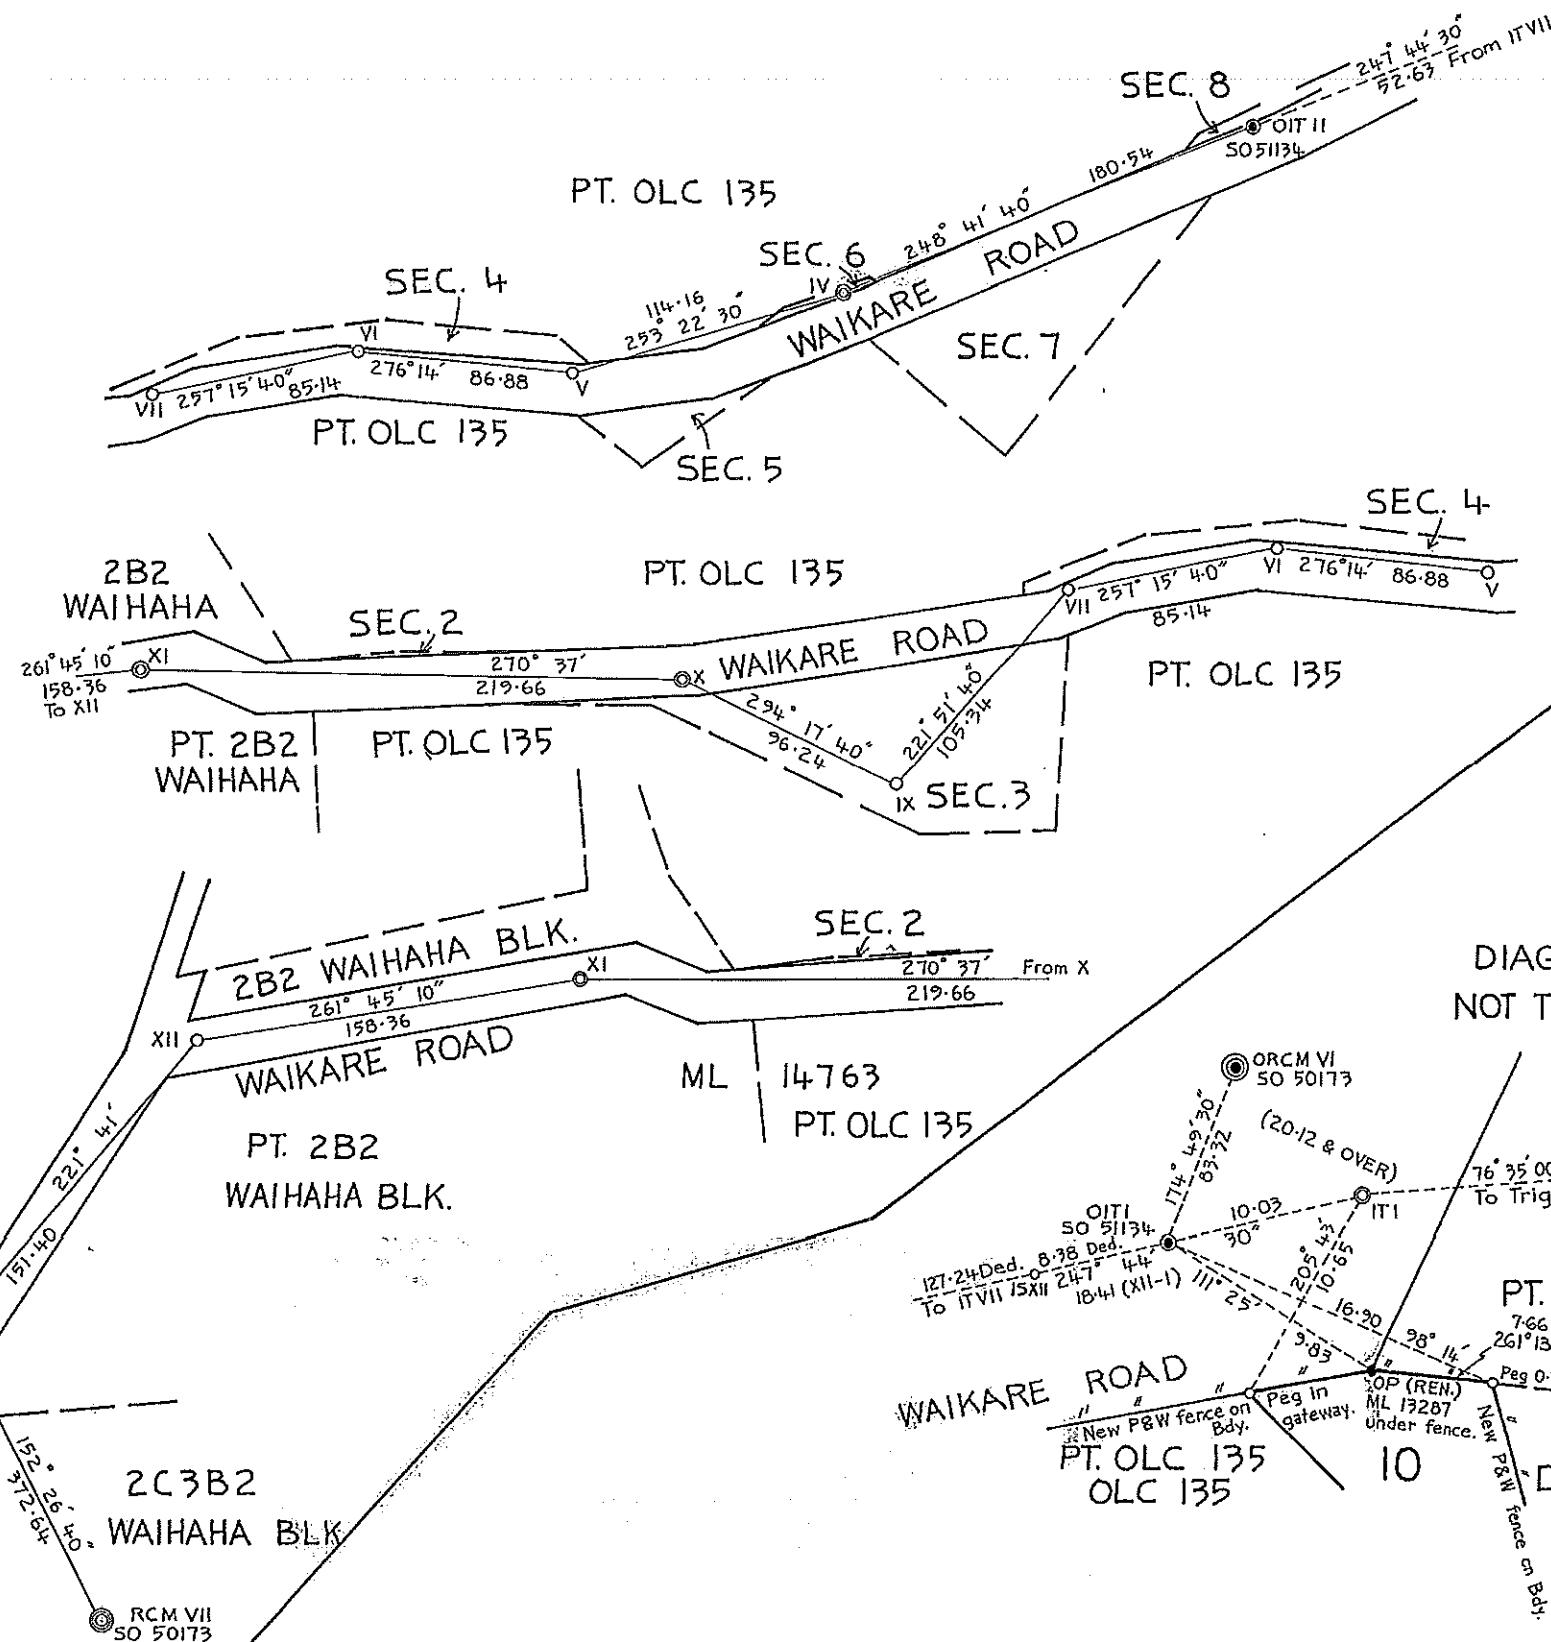 247° 44′ 30″
52·63 From ITVII
SEC. 8
OIT II
SO 51134
180·54
PT. OLC 135
248° 41′ 40″
SEC. 6
IV
SEC. 4
114·16
253° 22′ 30″
WAIKARE ROAD
VI
SEC. 7
276° 14′ 86·88
VII 257° 15′ 40″
85·14
V
PT. OLC 135
SEC. 5
SEC. 4
2B2
WAIHAHA
PT. OLC 135
VI 276° 14′ 86·88
V
VII 257° 15′ 40″
85·14
SEC. 2
261° 45′ 10″
158·36
To XII
XI
270° 37′
219·66
X
WAIKARE ROAD
PT. OLC 135
294° 17′ 40″
96·24
221° 51′ 40″
105·34
PT. 2B2
WAIHAHA
PT. OLC 135
IX
SEC. 3
SEC. 2
2B2 WAIHAHA BLK.
XI
270° 37′
219·66
From X
261° 45′ 10″
158·36
XII
WAIKARE ROAD
ML 14763
PT. OLC 135
221° 41′
151·40
PT. 2B2
WAIHAHA BLK.
DIAG
NOT T
ORCM VI
SO 50173
(20·12 & OVER)
174° 49′ 30″
83·32
76° 35′ 00
To Trig
IT I
OIT I
SO 51134
10·03
30″
205° 43′
10·65
127·24 Ded. 8·38 Ded.
To ITVII ISXII 247° 44′
18·41 (XII-1)
111° 25′
9·83
16·90
98° 14′
PT.
7·66
261° 13
Peg 0·
WAIKARE ROAD
New P&W fence on
Bdy.
Peg in
gateway.
OP (REN.)
ML 13287
under fence.
New P&W fence on Bdy.
PT. OLC 135
OLC 135
10
D
152° 26′ 40″
372·64
2C3B2
WAIHAHA BLK
RCM VII
SO 50173